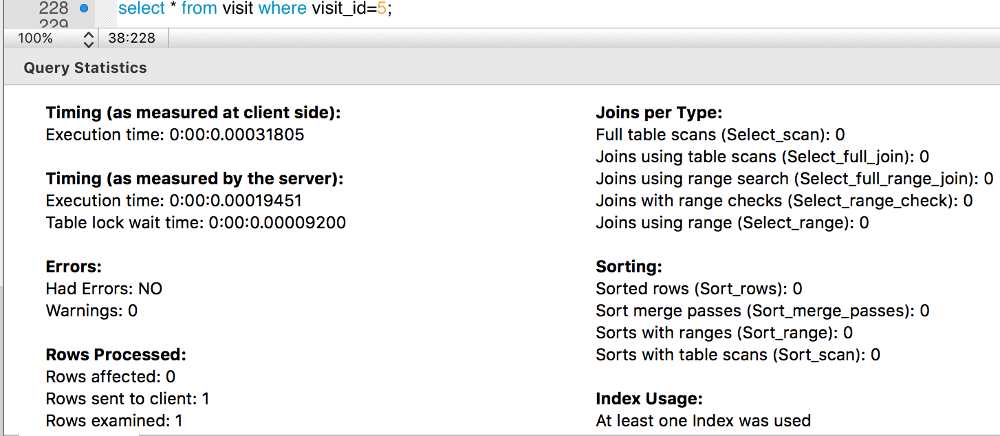 228 select * from visit where visit_id=5;
229
100% 38:228
Query Statistics
Timing (as measured at client side):
Execution time: 0:00:0.00031805
Timing (as measured by the server):
Execution time: 0:00:0.00019451
Table lock wait time: 0:00:0.00009200
Errors:
Had Errors: NO
Warnings: 0
Rows Processed:
Rows affected: 0
Rows sent to client: 1
Rows examined: 1
Joins per Type:
Full table scans (Select_scan): 0
Joins using table scans (Select_full_join): 0
Joins using range search (Select_full_range_join): 0
Joins with range checks (Select_range_check): 0
Joins using range (Select_range): 0
Sorting:
Sorted rows (Sort_rows): 0
Sort merge passes (Sort_merge_passes): 0
Sorts with ranges (Sort_range): 0
Sorts with table scans (Sort_scan): 0
Index Usage:
At least one Index was used